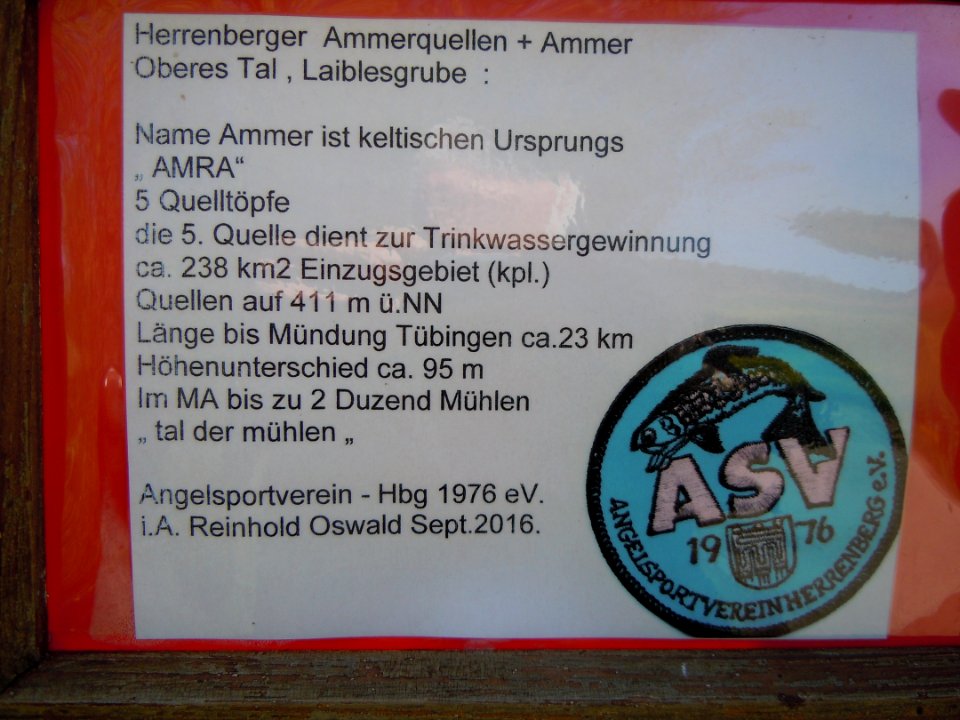 Herrenberger Ammerquellen + Ammer
Oberes Tal , Laiblesgrube :
Name Ammer ist keltischen Ursprungs
„ AMRA“
5 Quelltöpfe
die 5. Quelle dient zur Trinkwassergewinnung
ca. 238 km2 Einzugsgebiet (kpl.)
Quellen auf 411 m ü.NN
Länge bis Mündung Tübingen ca.23 km
Höhenunterschied ca. 95 m
Im MA bis zu 2 Duzend Mühlen
„ tal der mühlen „
Angelsportverein - Hbg 1976 eV.
i.A. Reinhold Oswald Sept.2016.
ASV
1976
ANGELSPORTVEREIN HERRENBERG e.V.